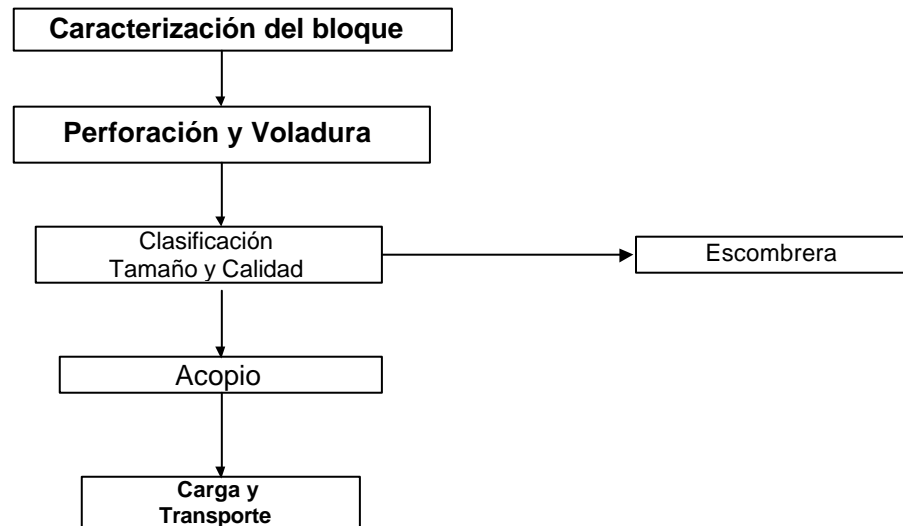 Caracterización del bloque
Perforación y Voladura
Clasificación
Tamaño y Calidad
Escombrera
Acopio
Carga y
Transporte